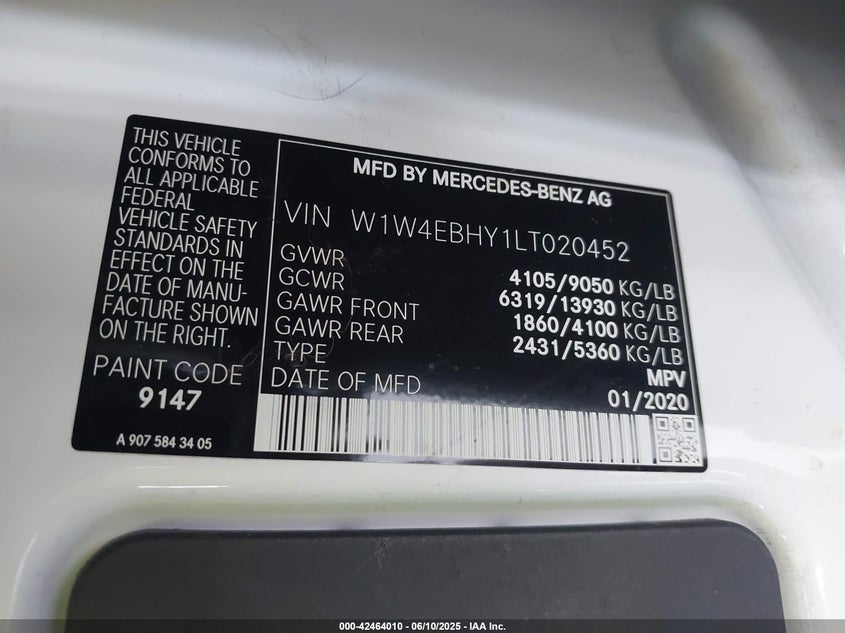 THIS VEHICLE
CONFORMS TO
ALL APPLICABLE
FEDERAL
VEHICLE SAFETY
STANDARDS IN
EFFECT ON THE
DATE OF MANU-
FACTURE SHOWN
ON THE RIGHT.
PAINT CODE
9147
A 907 584 34 05
MFD BY MERCEDES-BENZ AG
VIN W1W4EBHY1LT020452
GVWR 4105/9050 KG/LB
GCWR 6319/13930 KG/LB
GAWR FRONT 1860/4100 KG/LB
GAWR REAR 2431/5360 KG/LB
TYPE MPV
DATE OF MFD 01/2020
000-42464010 - 06/10/2025 - IAA Inc.